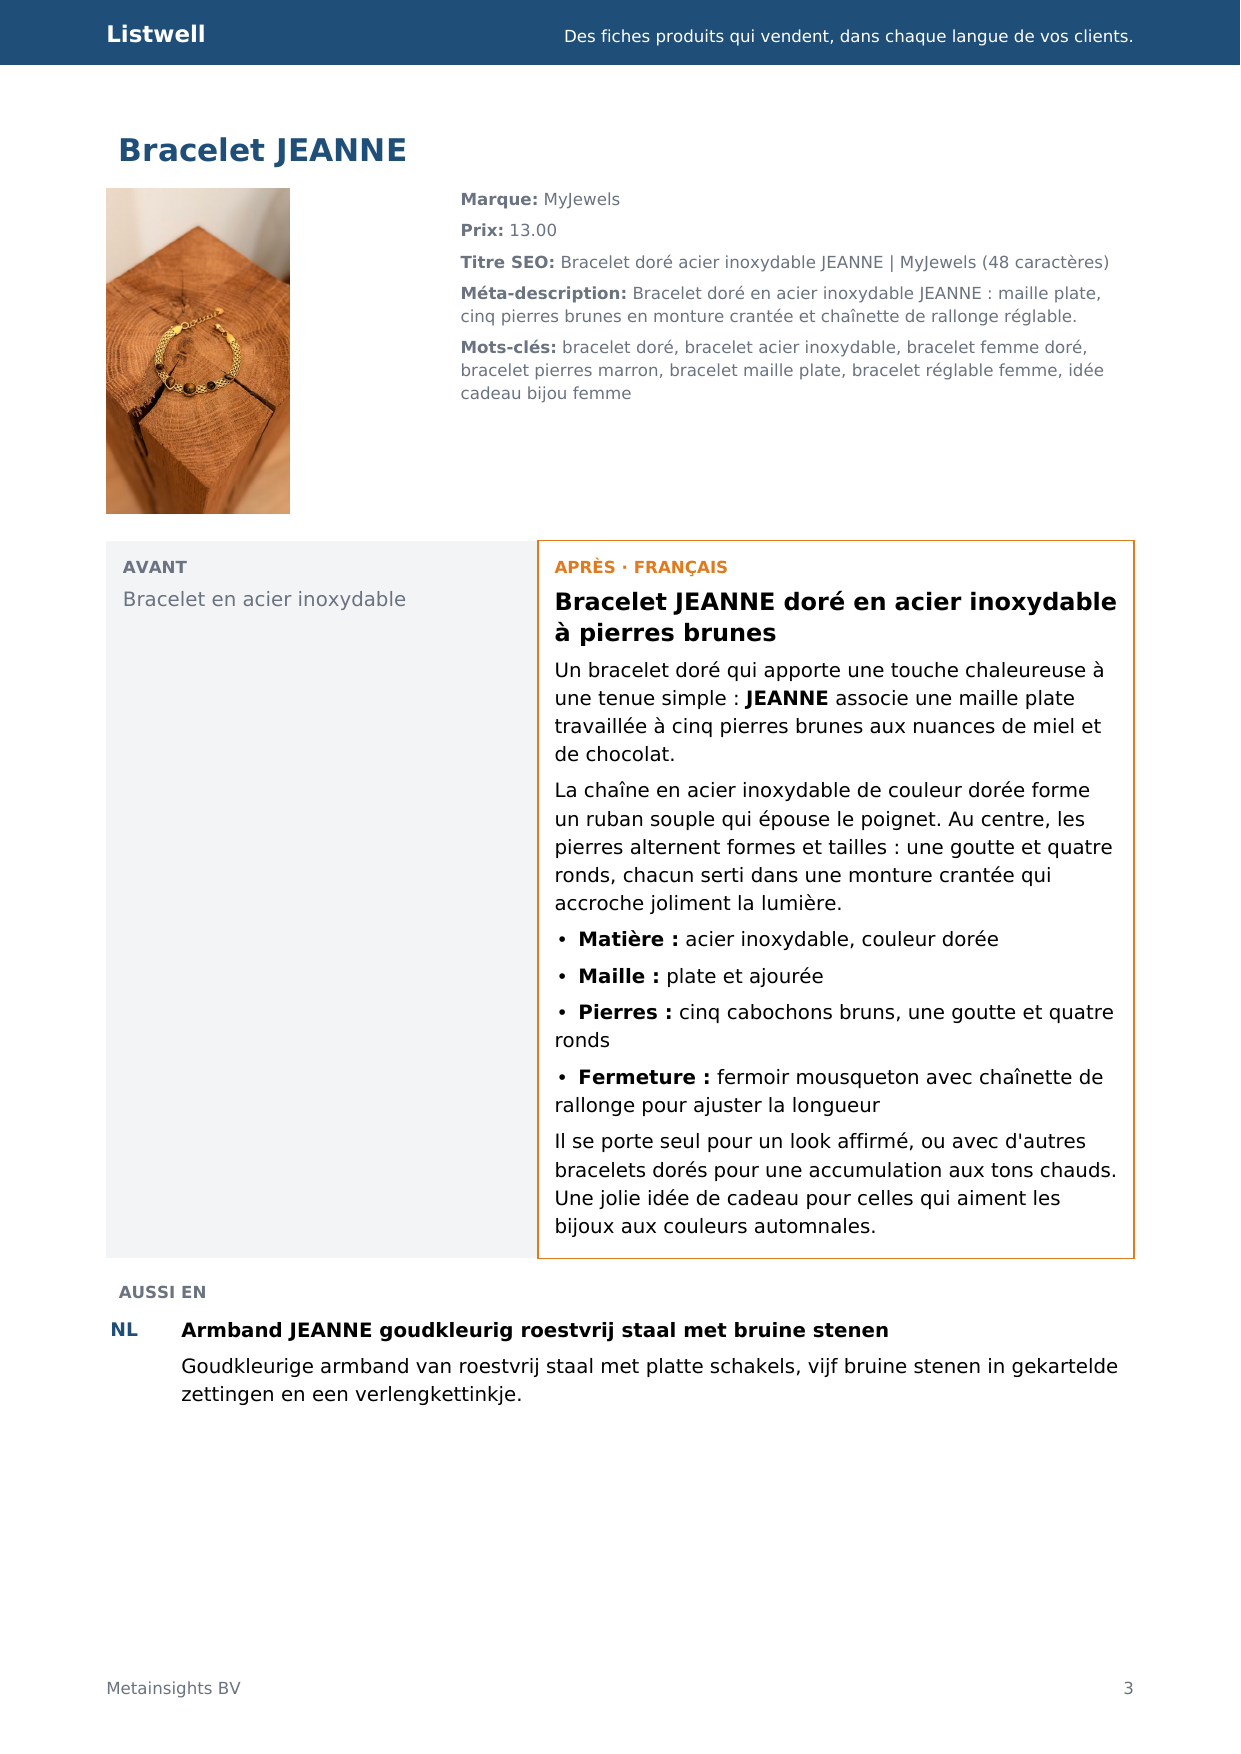 Listwell
Des fiches produits qui vendent, dans chaque langue de vos clients.
Bracelet JEANNE
Marque: MyJewels
Prix: 13.00
Titre SEO: Bracelet doré acier inoxydable JEANNE | MyJewels (48 caractères)
Méta-description: Bracelet doré en acier inoxydable JEANNE : maille plate,
cinq pierres brunes en monture crantée et chaînette de rallonge réglable.
Mots-clés: bracelet doré, bracelet acier inoxydable, bracelet femme doré,
bracelet pierres marron, bracelet maille plate, bracelet réglable femme, idée
cadeau bijou femme
AVANT
Bracelet en acier inoxydable
APRÈS · FRANÇAIS
Bracelet JEANNE doré en acier inoxydable
à pierres brunes
Un bracelet doré qui apporte une touche chaleureuse à
une tenue simple : JEANNE associe une maille plate
travaillée à cinq pierres brunes aux nuances de miel et
de chocolat.
La chaîne en acier inoxydable de couleur dorée forme
un ruban souple qui épouse le poignet. Au centre, les
pierres alternent formes et tailles : une goutte et quatre
ronds, chacun serti dans une monture crantée qui
accroche joliment la lumière.
• Matière : acier inoxydable, couleur dorée
• Maille : plate et ajourée
• Pierres : cinq cabochons bruns, une goutte et quatre
ronds
• Fermeture : fermoir mousqueton avec chaînette de
rallonge pour ajuster la longueur
Il se porte seul pour un look affirmé, ou avec d'autres
bracelets dorés pour une accumulation aux tons chauds.
Une jolie idée de cadeau pour celles qui aiment les
bijoux aux couleurs automnales.
AUSSI EN
NL
Armband JEANNE goudkleurig roestvrij staal met bruine stenen
Goudkleurige armband van roestvrij staal met platte schakels, vijf bruine stenen in gekartelde
zettingen en een verlengkettinkje.
Metainsights BV
3